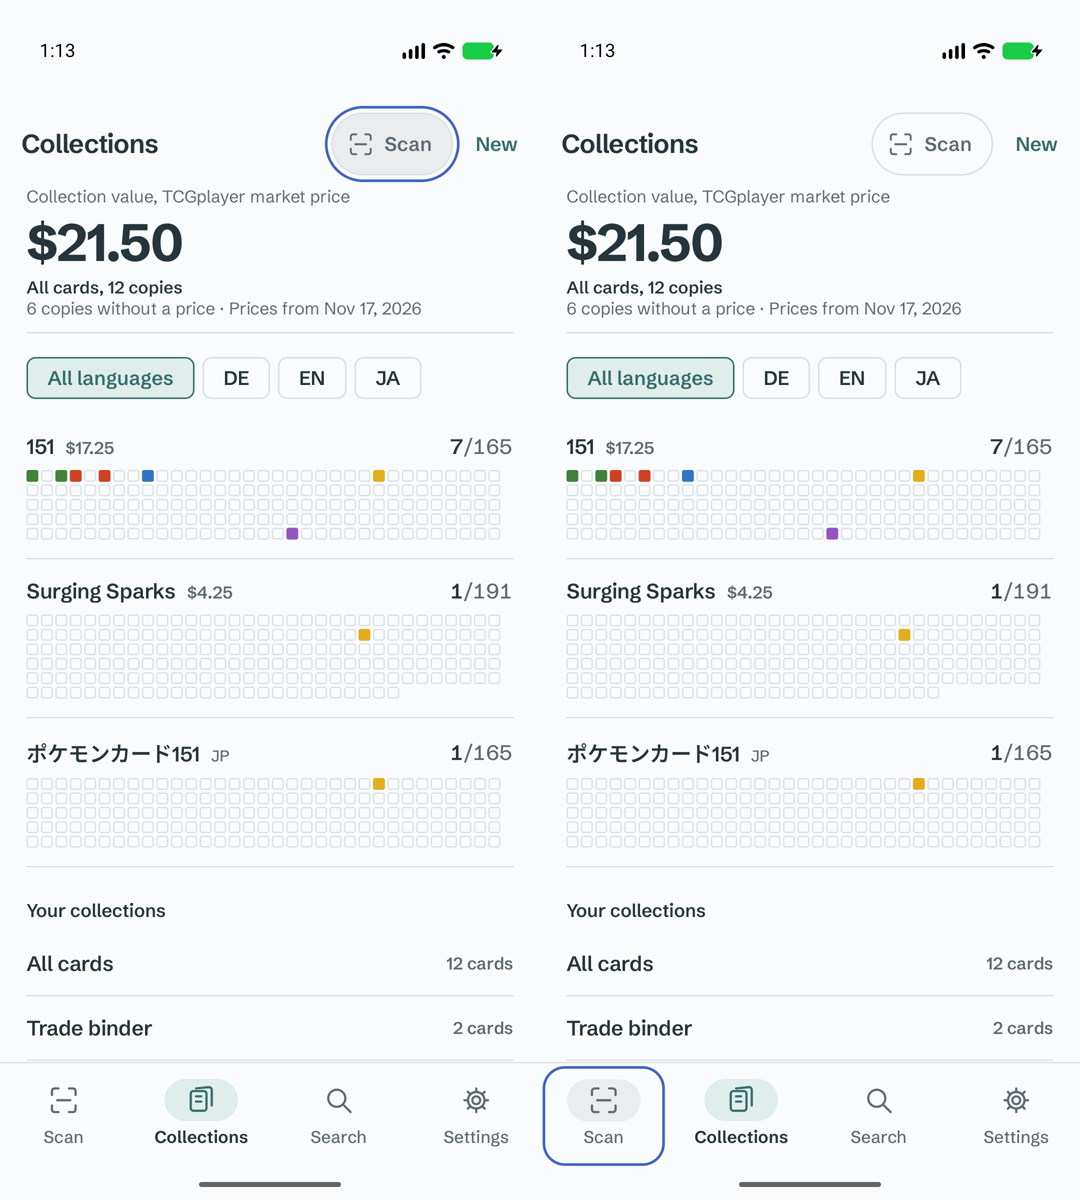 1:13
Collections
Scan
New
Collection value, TCGplayer market price
$21.50
All cards, 12 copies
6 copies without a price · Prices from Nov 17, 2026
All languages
DE
EN
JA
151 $17.25 7/165
Surging Sparks $4.25 1/191
ポケモンカード151 JP 1/165
Your collections
All cards 12 cards
Trade binder 2 cards
Scan
Collections
Search
Settings
1:13
Collections
Scan
New
Collection value, TCGplayer market price
$21.50
All cards, 12 copies
6 copies without a price · Prices from Nov 17, 2026
All languages
DE
EN
JA
151 $17.25 7/165
Surging Sparks $4.25 1/191
ポケモンカード151 JP 1/165
Your collections
All cards 12 cards
Trade binder 2 cards
Scan
Collections
Search
Settings